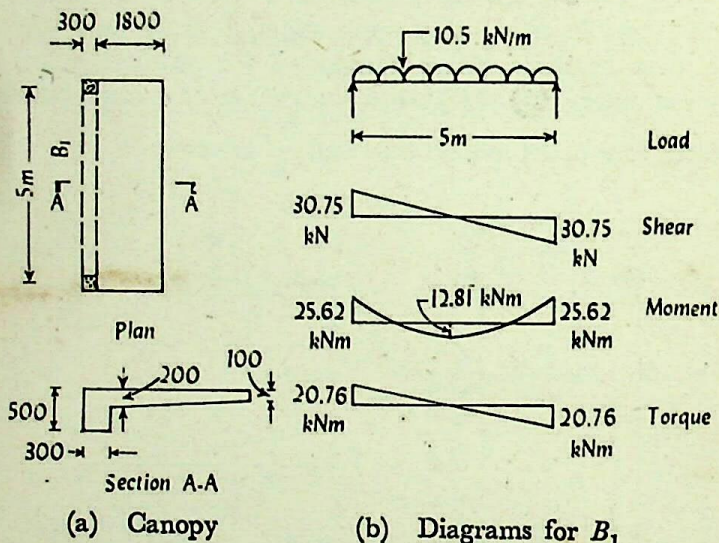 300 1800
5m
B1
A A
Plan
200
100
500
300
Section A-A
(a) Canopy
10.5 kN/m
5m
Load
30.75 kN
30.75 kN
Shear
12.81 kNm
25.62 kNm
25.62 kNm
Moment
20.76 kNm
20.76 kNm
Torque
(b) Diagrams for B1